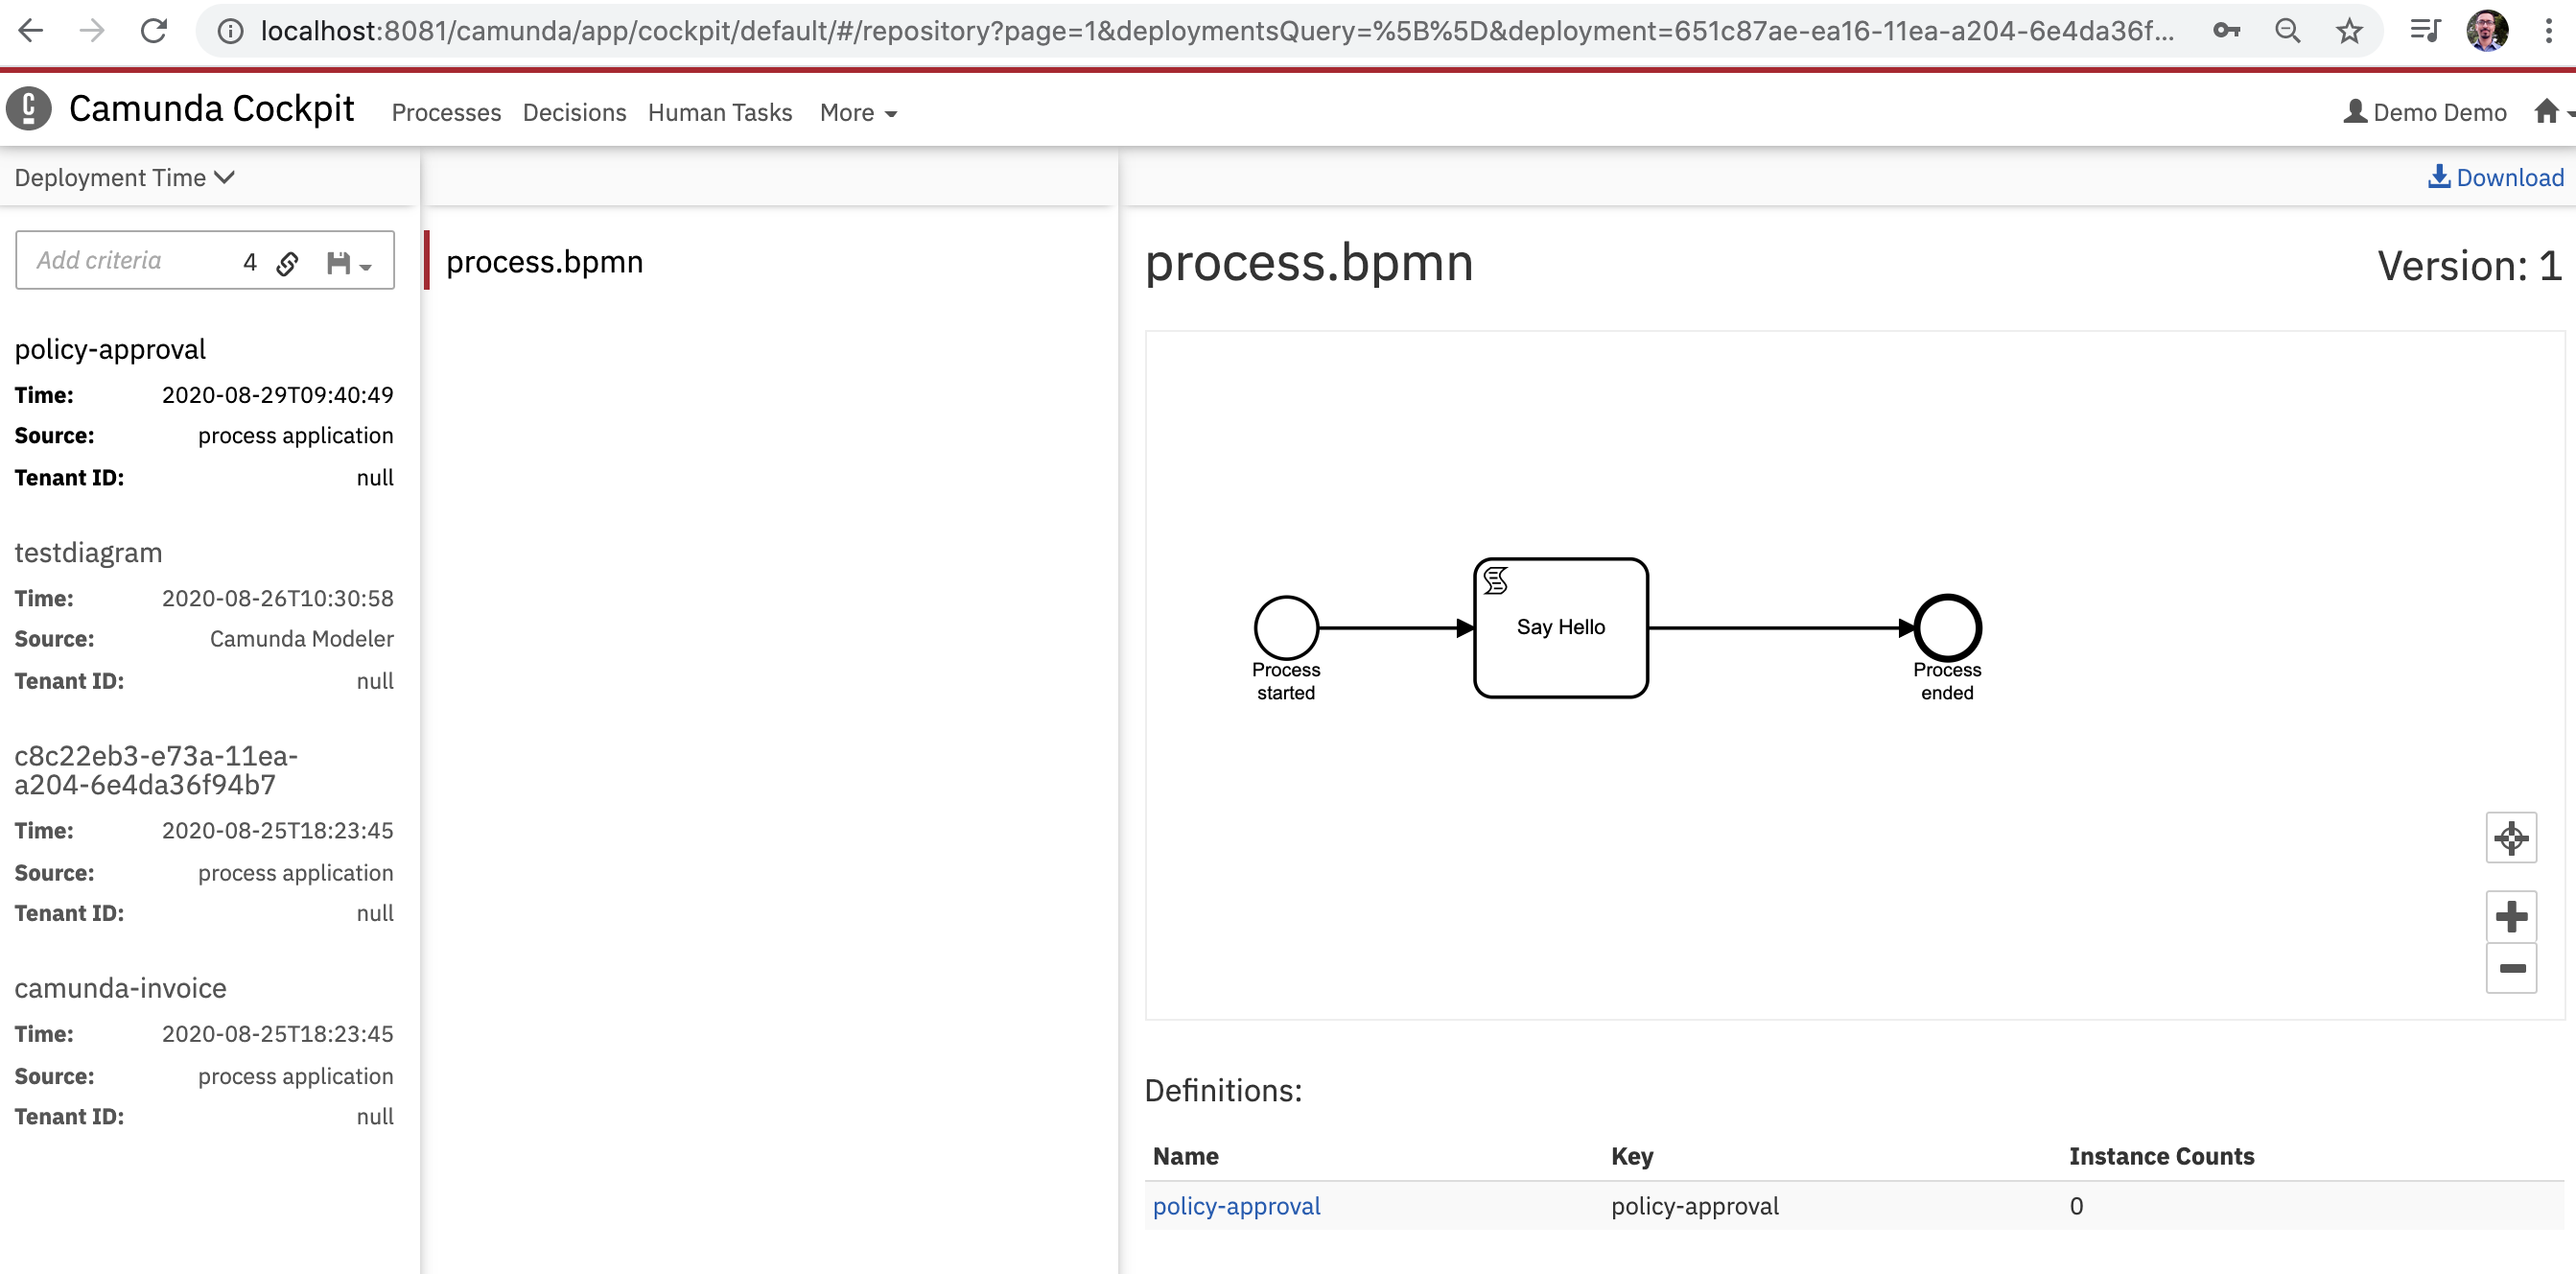 localhost:8081/camunda/app/cockpit/default/#/repository?page=1&deploymentsQuery=%5B%5D&deployment=651c87ae-ea16-11ea-a204-6e4da36f...
Camunda Cockpit Processes Decisions Human Tasks More Demo Demo
Deployment Time
Download
Add criteria 4
policy-approval
Time: 2020-08-29T09:40:49
Source: process application
Tenant ID: null
testdiagram
Time: 2020-08-26T10:30:58
Source: Camunda Modeler
Tenant ID: null
c8c22eb3-e73a-11ea-
a204-6e4da36f94b7
Time: 2020-08-25T18:23:45
Source: process application
Tenant ID: null
camunda-invoice
Time: 2020-08-25T18:23:45
Source: process application
Tenant ID: null
process.bpmn
process.bpmn
Version: 1
Process
started
Say Hello
Process
ended
Definitions:
Name Key Instance Counts
policy-approval policy-approval 0